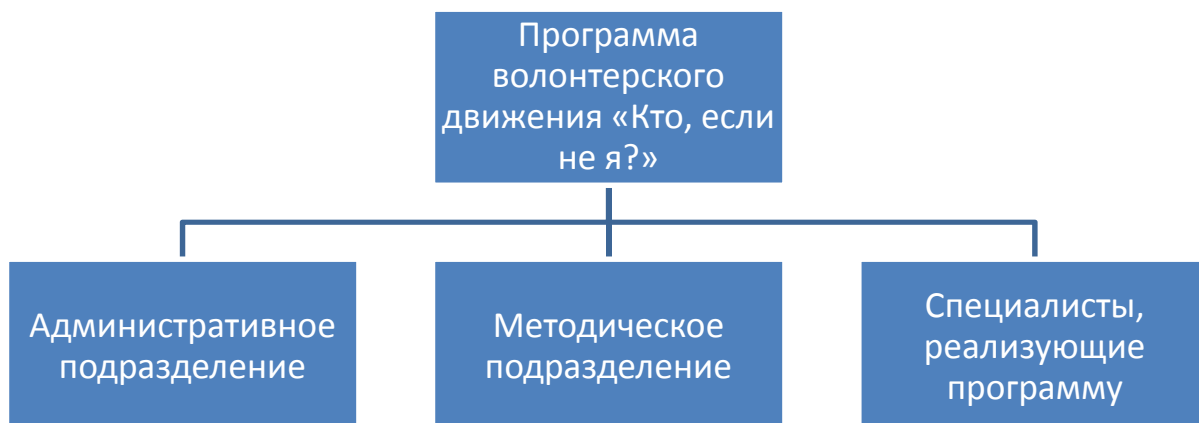 Программа
волонтерского
движения «Кто, если
не я?»
Административное
подразделение
Методическое
подразделение
Специалисты,
реализующие
программу